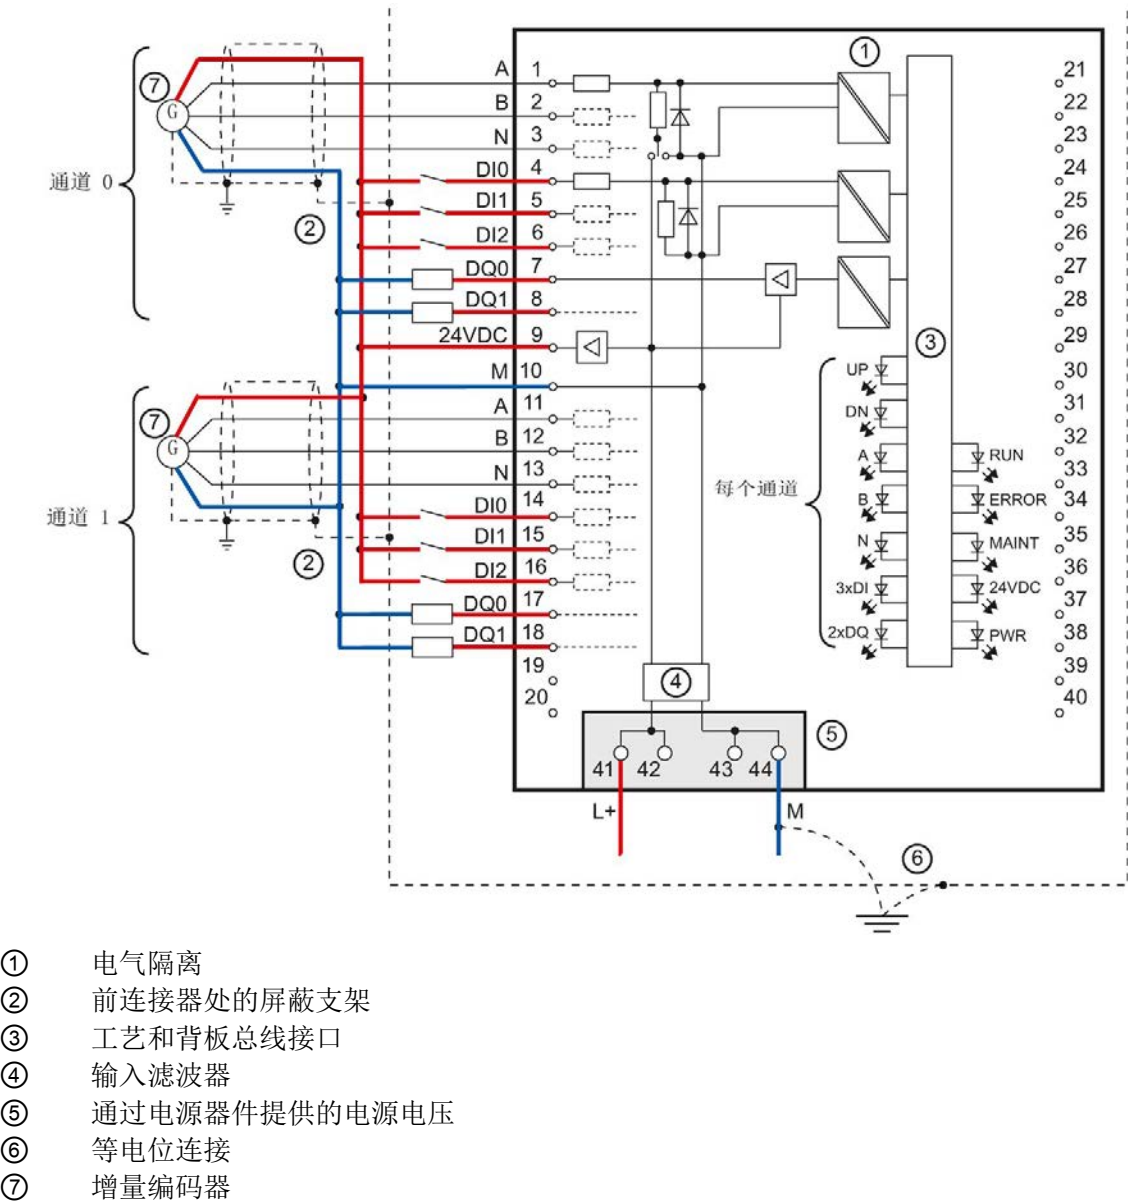 A 1 ① 21
⑦ G B 2 22
N 3 23
通道 0 DI0 4 24
DI1 5 25
② DI2 6 26
DQ0 7 27
DQ1 8 28
24VDC 9 ③ 29
M 10 UP 30
A 11 DN 31
⑦ G B 12 32
N 13 A RUN 33
通道 1 DI0 14 每个通道 B ERROR 34
DI1 15 N MAINT 35
② DI2 16 3xDI 24VDC 36
DQ0 17 37
DQ1 18 2xDQ PWR 38
19 ④ 39
20 40
41 42 43 44 ⑤
L+ M
⑥
① 电气隔离
② 前连接器处的屏蔽支架
③ 工艺和背板总线接口
④ 输入滤波器
⑤ 通过电源器件提供的电源电压
⑥ 等电位连接
⑦ 增量编码器